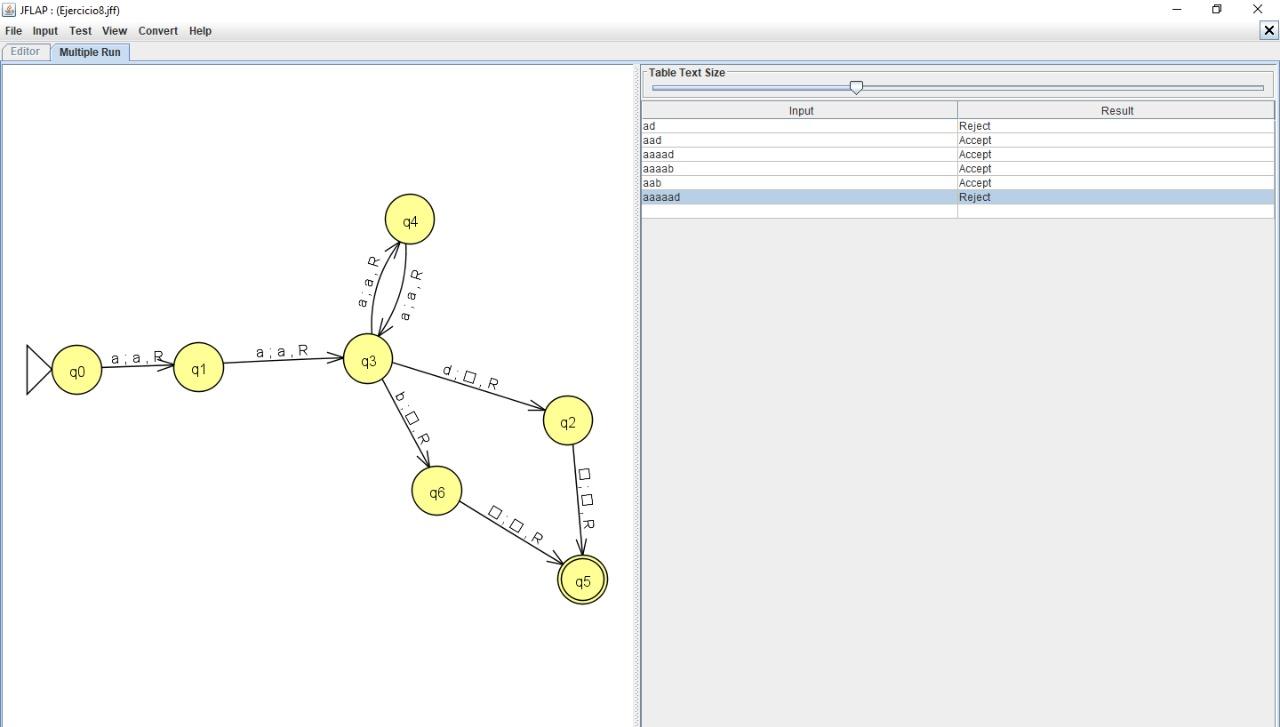 JFLAP : (Ejercicio8.jff)
File Input Test View Convert Help
Editor Multiple Run
Table Text Size
Input Result
ad Reject
aad Accept
aaaad Accept
aaaab Accept
aab Accept
aaaaad Reject
q4
a ; a , R
a ; a , R
q0
a ; a , R
q1
a ; a , R
q3
d ; □ , R
b ; □ , R
q2
q6
□ ; □ , R
□ ; □ , R
q5